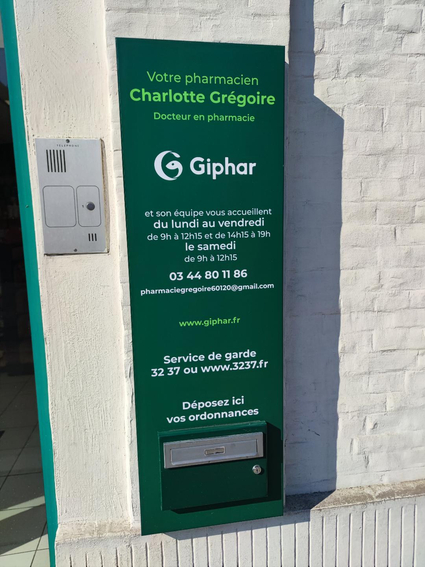 TELEPHONY
Votre pharmacien
Charlotte Grégoire
Docteur en pharmacie
Giphar
et son équipe vous accueillent
du lundi au vendredi
de 9h à 12h15 et de 14h15 à 19h
le samedi
de 9h à 12h15
03 44 80 11 86
pharmaciegregoire60120@gmail.com
www.giphar.fr
Service de garde
32 37 ou www.3237.fr
Déposez ici
vos ordonnances